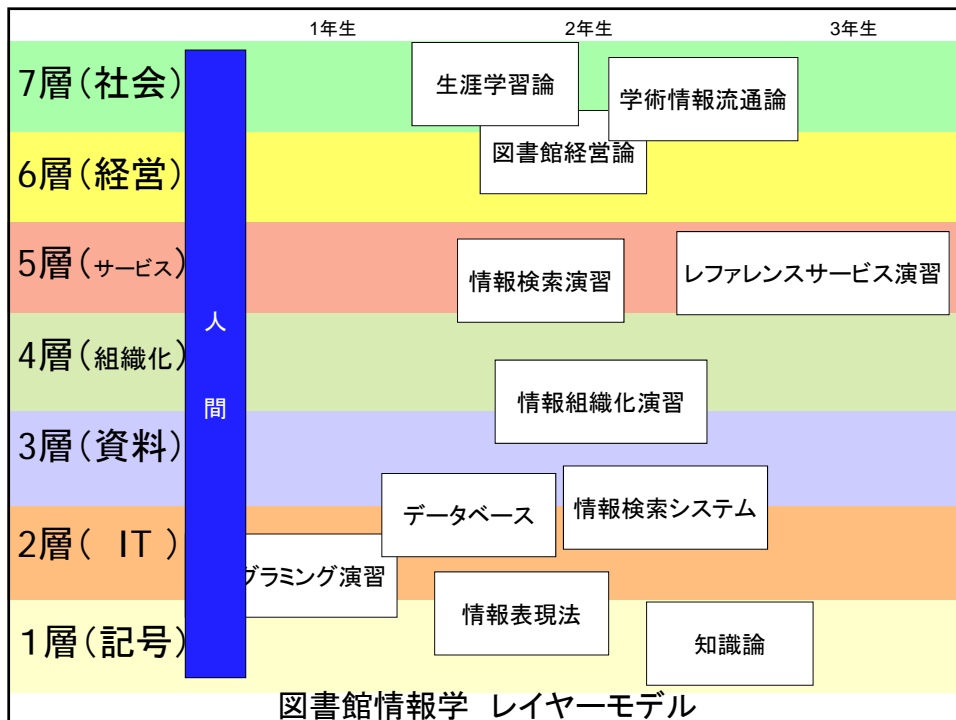 1年生 2年生 3年生
7層(社会)
生涯学習論
学術情報流通論
図書館経営論
6層(経営)
5層(サービス)
情報検索演習
レファレンスサービス演習
人間
4層(組織化)
情報組織化演習
3層(資料)
データベース
情報検索システム
2層( IT )
グラミング演習
情報表現法
1層(記号)
知識論
図書館情報学 レイヤーモデル